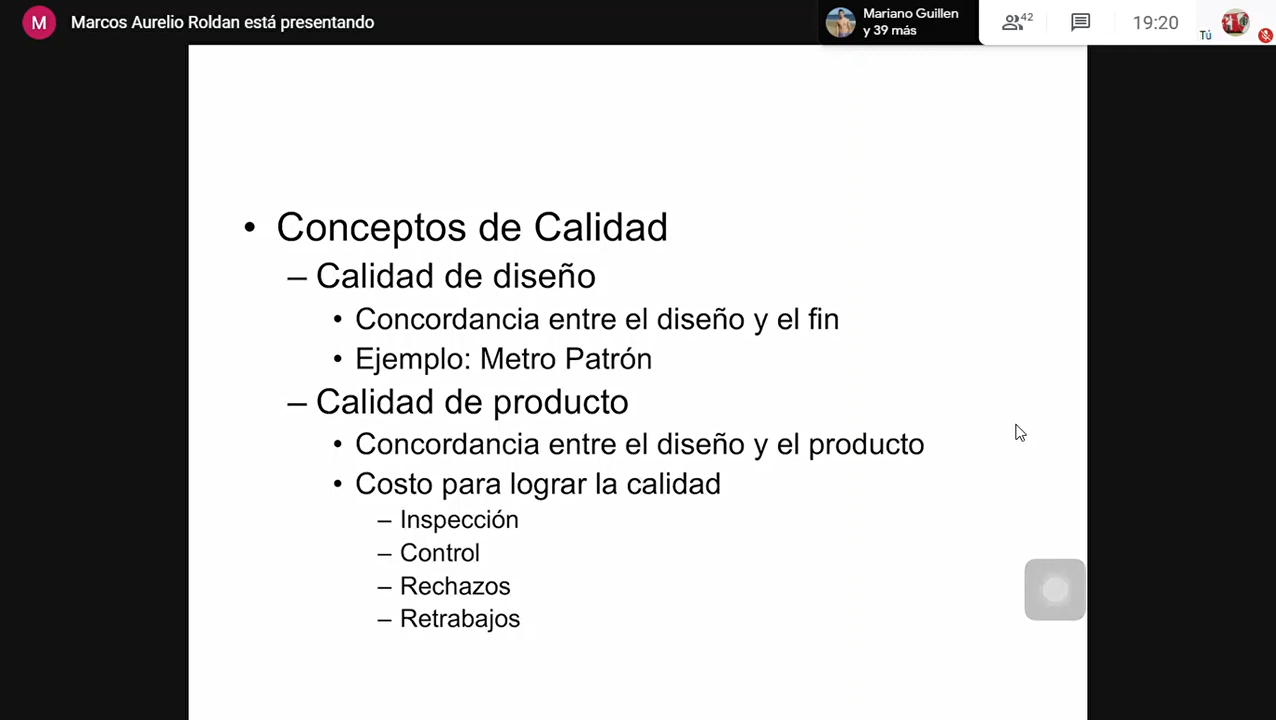 M Marcos Aurelio Roldan está presentando
Mariano Guillen
y 39 más
42
19:20
Tú
• Conceptos de Calidad
– Calidad de diseño
• Concordancia entre el diseño y el fin
• Ejemplo: Metro Patrón
– Calidad de producto
• Concordancia entre el diseño y el producto
• Costo para lograr la calidad
– Inspección
– Control
– Rechazos
– Retrabajos